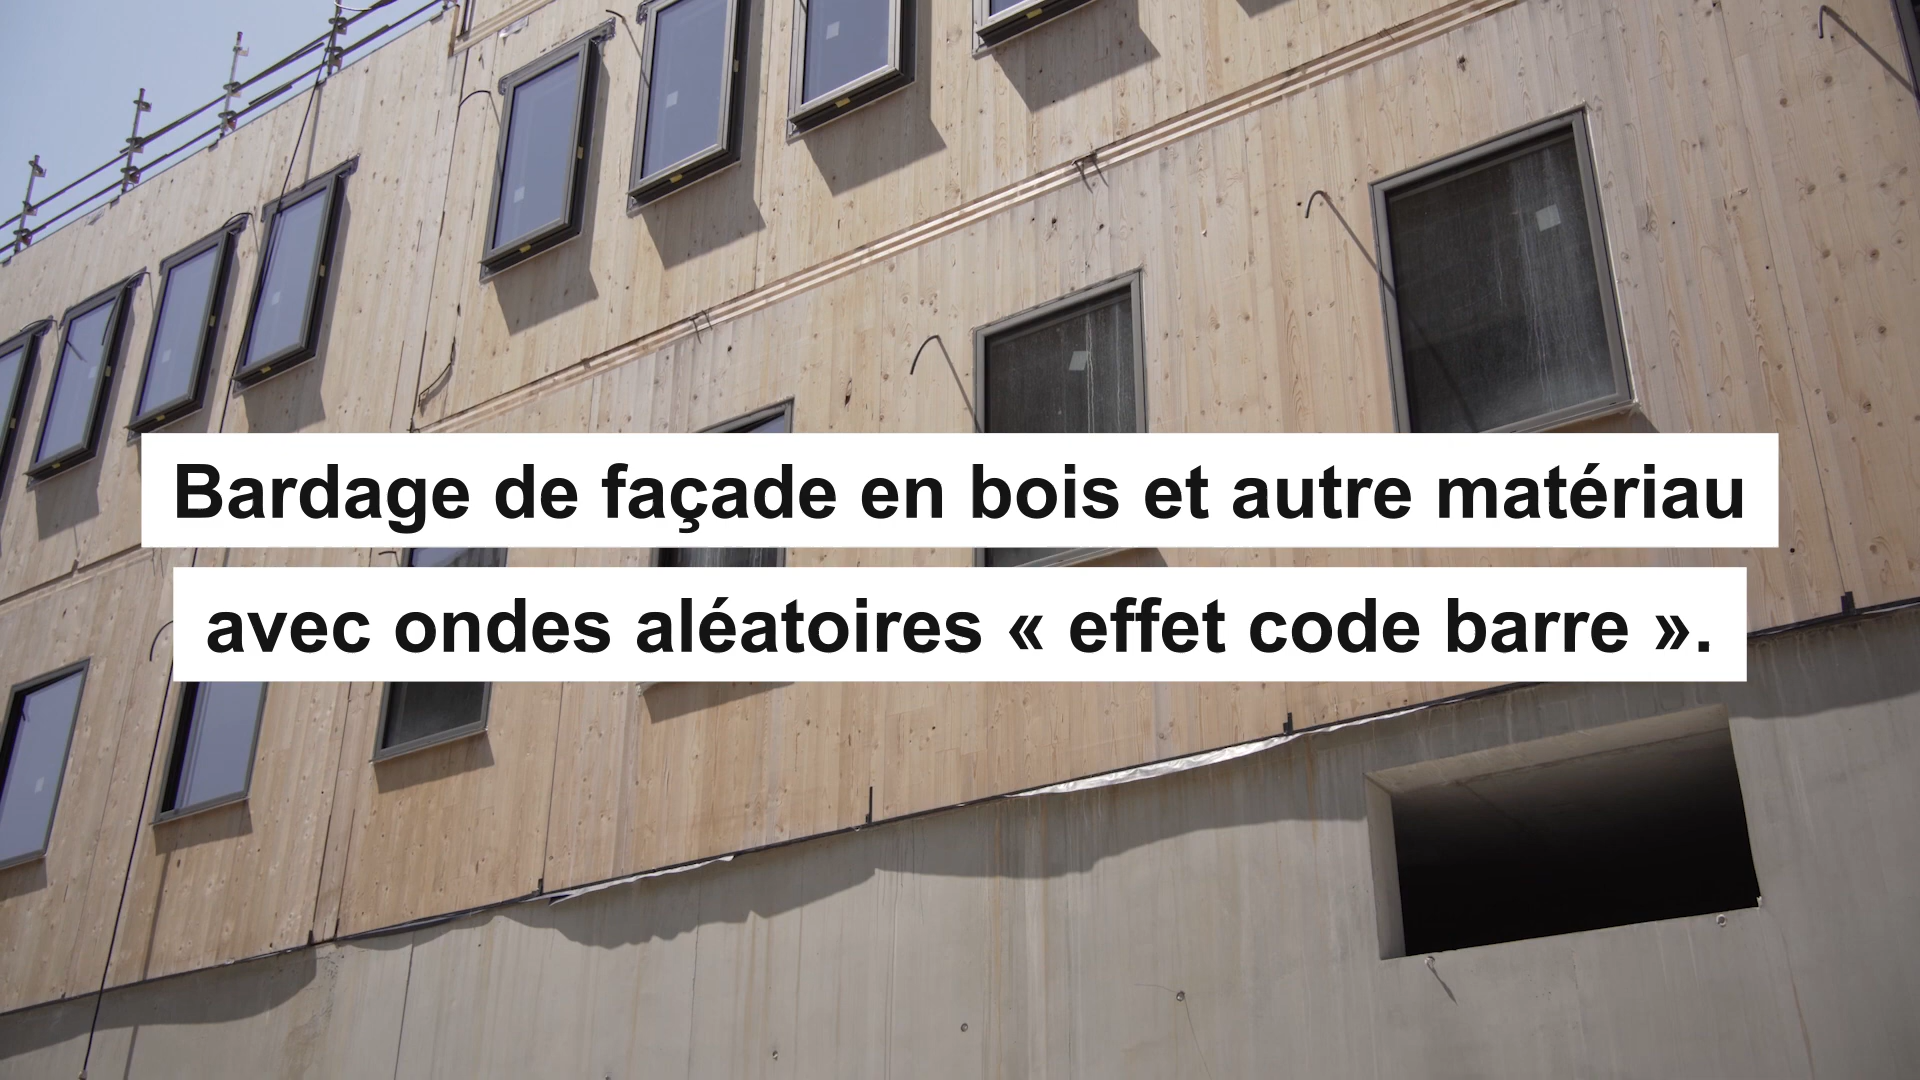 Bardage de façade en bois et autre matériau
avec ondes aléatoires « effet code barre ».